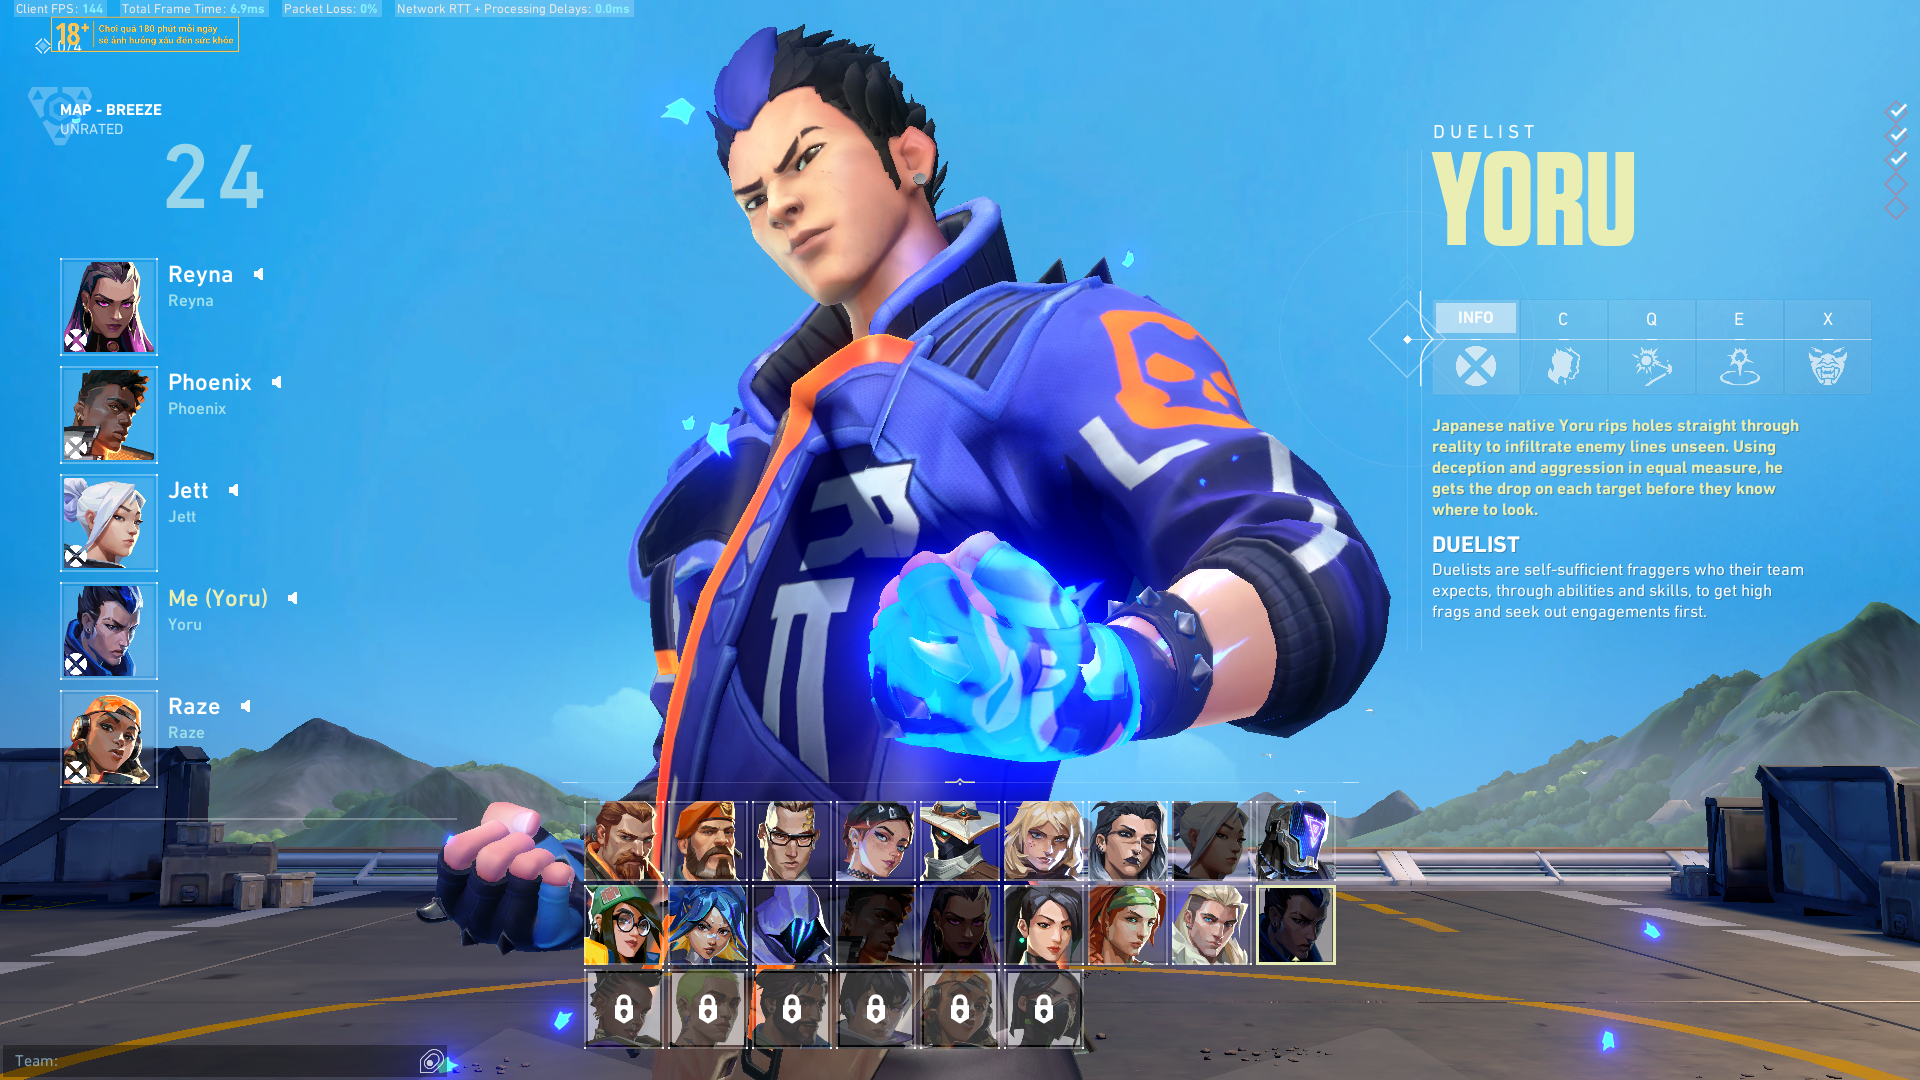 Client FPS: 144 Total Frame Time: 6.9ms Packet Loss: 0% Network RTT + Processing Delays: 0.0ms
18+
Chơi quá 180 phút mỗi ngày
sẽ ảnh hưởng xấu đến sức khỏe
0/4
MAP - BREEZE
UNRATED
24
Reyna
Reyna
Phoenix
Phoenix
Jett
Jett
Me (Yoru)
Yoru
Raze
Raze
DUELIST
YORU
INFO C Q E X
Japanese native Yoru rips holes straight through
reality to infiltrate enemy lines unseen. Using
deception and aggression in equal measure, he
gets the drop on each target before they know
where to look.
DUELIST
Duelists are self-sufficient fraggers who their team
expects, through abilities and skills, to get high
frags and seek out engagements first.
Team: